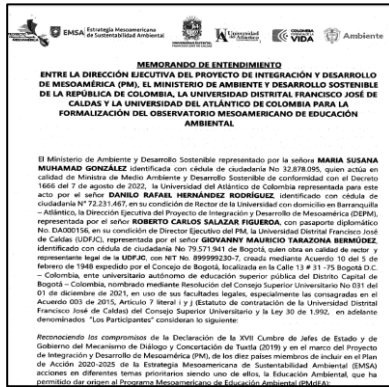 EMSA Estrategia Mesoamericana
de Sustentabilidad Ambiental
Universidad
del Atlántico
COLOMBIA
POTENCIA DE LA
VIDA
Ambiente
MEMORANDO DE ENTENDIMIENTO
ENTRE LA DIRECCIÓN EJECUTIVA DEL PROYECTO DE INTEGRACIÓN Y DESARROLLO
DE MESOAMÉRICA (PM), EL MINISTERIO DE AMBIENTE Y DESARROLLO SOSTENIBLE
DE LA REPÚBLICA DE COLOMBIA, LA UNIVERSIDAD DISTRITAL FRANCISCO JOSÉ DE
CALDAS Y LA UNIVERSIDAD DEL ATLÁNTICO DE COLOMBIA PARA LA
FORMALIZACIÓN DEL OBSERVATORIO MESOAMERICANO DE EDUCACIÓN
AMBIENTAL
El Ministerio de Ambiente y Desarrollo Sostenible representado por la señora MARIA SUSANA
MUHAMAD GONZÁLEZ identificada con cédula de ciudadanía No 32.878.095, quien actúa en
calidad de Ministra de Medio Ambiente y Desarrollo Sostenible de conformidad con el Decreto
1666 del 7 de agosto de 2022, la Universidad del Atlántico de Colombia representada para este
acto por el señor DANILO RAFAEL HERNÁNDEZ RODRÍGUEZ, identificado con cédula de
ciudadanía N° 72.231.467, en su condición de Rector de la Universidad con domicilio en Barranquilla
– Atlántico, la Dirección Ejecutiva del Proyecto de Integración y Desarrollo de Mesoamérica (DEPM),
representada por el señor ROBERTO CARLOS SALAZAR FIGUEROA, con pasaporte diplomático
No. DA000156, en su condición de Director Ejecutivo del PM, la Universidad Distrital Francisco José
de Caldas (UDFJC), representada por el señor GIOVANNY MAURICIO TARAZONA BERMÚDEZ,
identificado con cédula de ciudadanía No 79.571.941 de Bogotá, quien obra en calidad de rector y
representante legal de la UDFJC, con NIT No. 899999230-7, creada mediante Acuerdo 10 del 5 de
febrero de 1948 expedido por el Concejo de Bogotá, localizada en la Calle 13 # 31 -75 Bogotá D.C.
– Colombia, ente universitario autónomo de educación superior pública del Distrito Capital de
Bogotá – Colombia, nombrado mediante Resolución del Consejo Superior Universitario No 031 del
01 de diciembre de 2021, en uso de sus facultades legales, especialmente las consagradas en el
Acuerdo 003 de 2015, Artículo 7 literal i y j (Estatuto de contratación de la Universidad Distrital
Francisco José de Caldas) del Consejo Superior Universitario y la Ley 30 de 1.992, en adelante
denominados "Los Participantes" consideran lo siguiente:
Reconociendo los compromisos de la Declaración de la XVII Cumbre de Jefes de Estado y de
Gobierno del Mecanismo de Diálogo y Concertación de Tuxtla (2019) y en el marco del Proyecto
de Integración y Desarrollo de Mesoamérica (PM), de los diez países miembros de incluir en el Plan
de Acción 2020-2025 de la Estrategia Mesoamericana de Sustentabilidad Ambiental (EMSA)
acciones en diferentes temas prioritarios siendo uno de ellos, la Educación Ambiental, que ha
permitido dar origen al Programa Mesoamericano de Educación Ambiental (PMdEA);